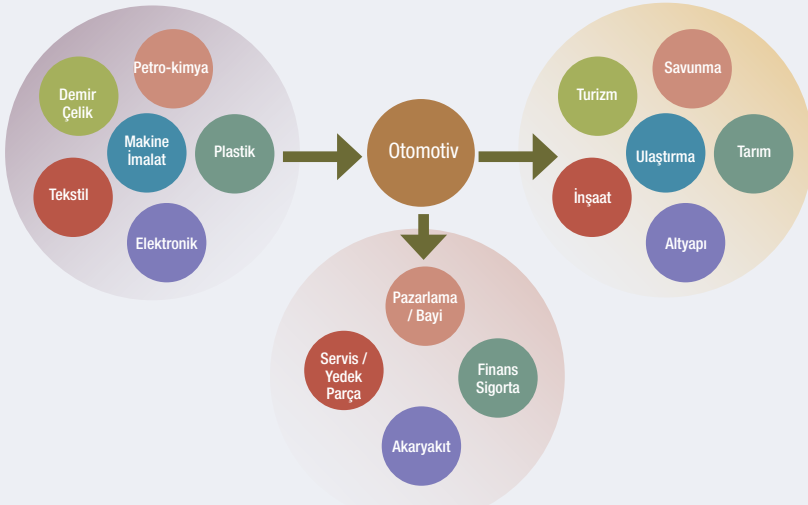 Petro-kimya
Demir
Çelik
Makine
İmalat
Plastik
Tekstil
Elektronik
Otomotiv
Savunma
Turizm
Ulaştırma
Tarım
İnşaat
Altyapı
Pazarlama
/ Bayi
Servis /
Yedek
Parça
Finans
Sigorta
Akaryakıt